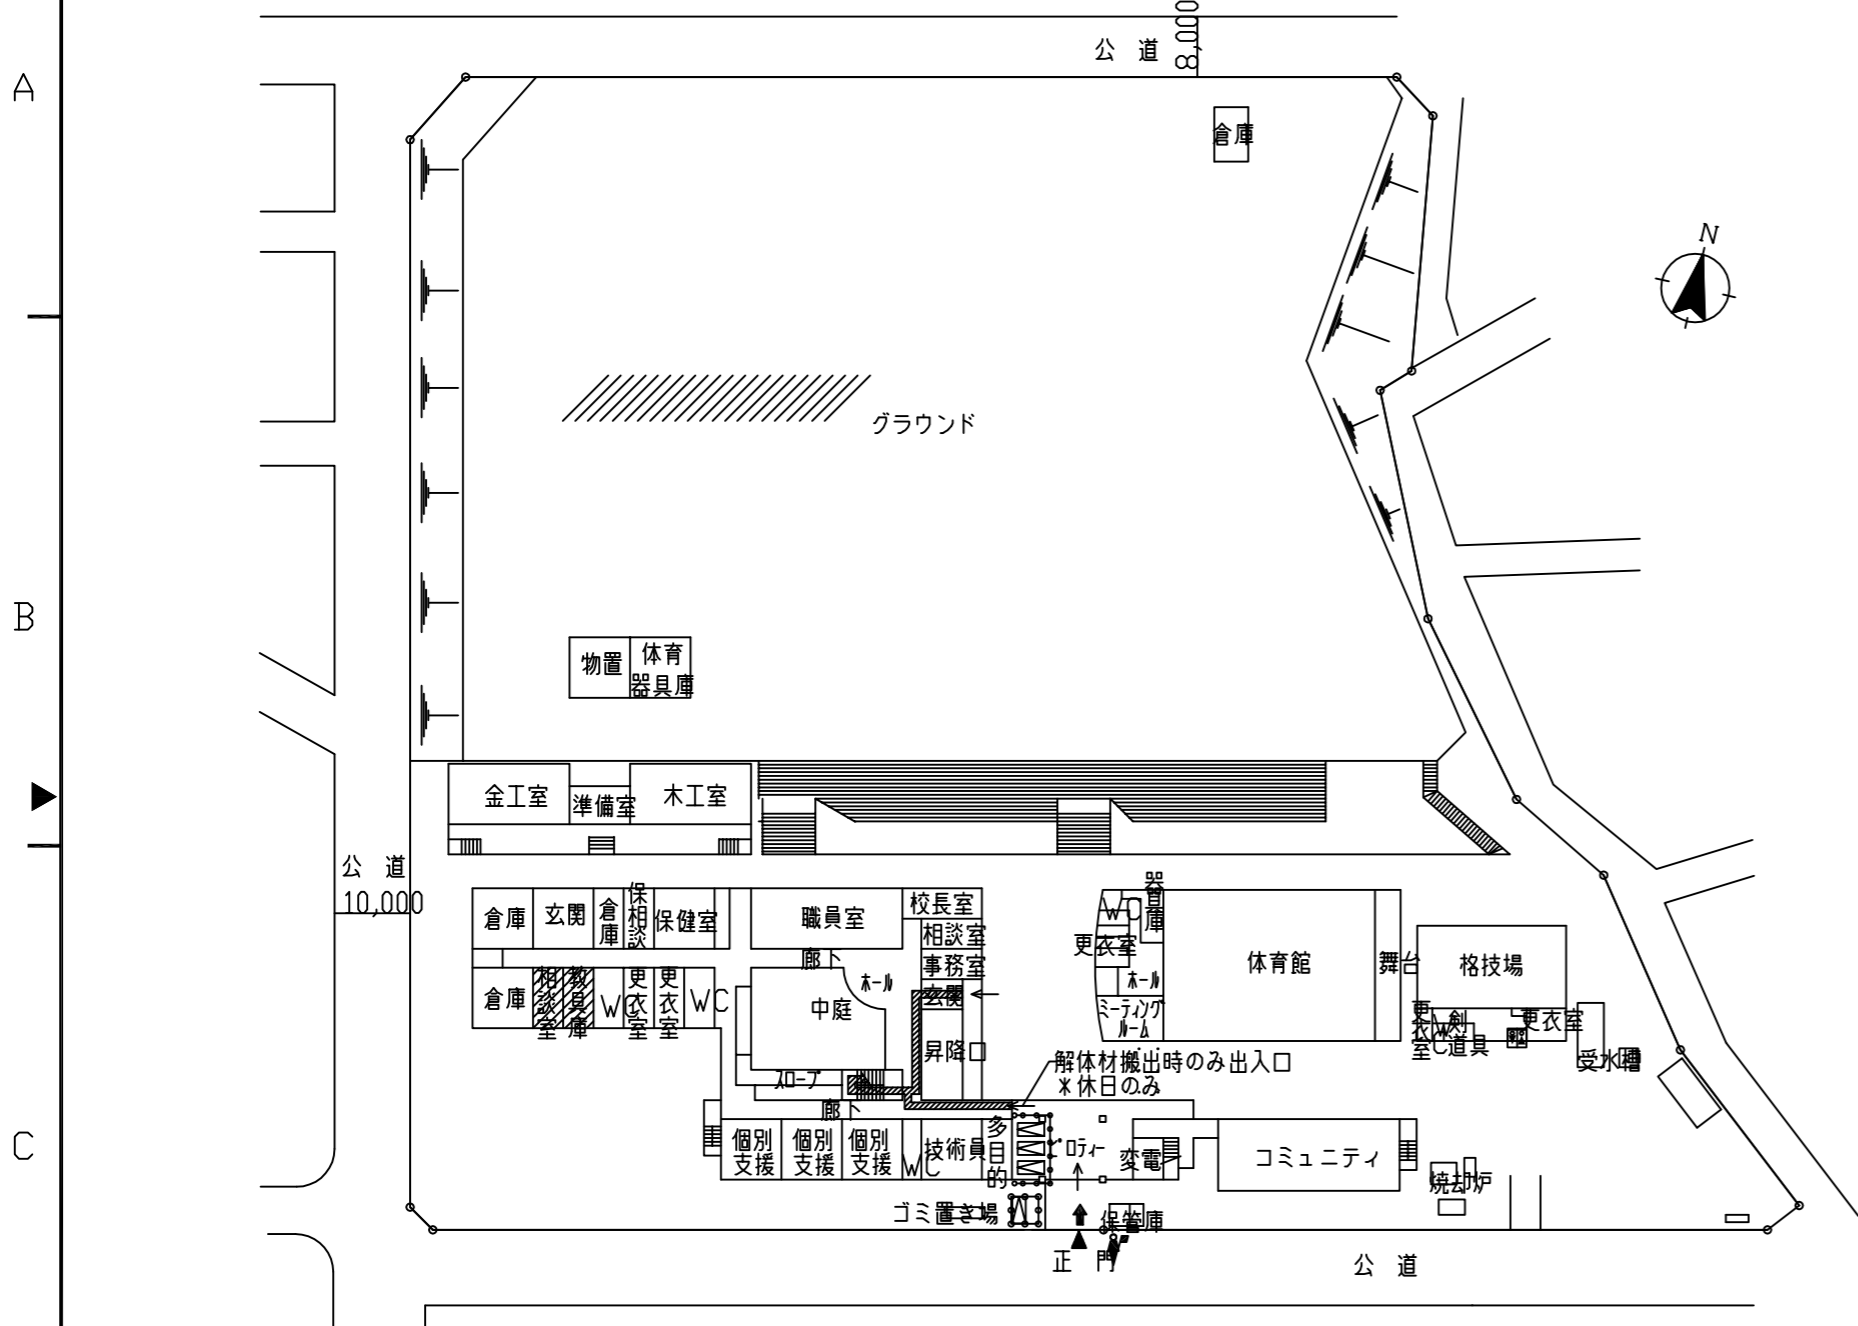 A
公道
8,000
倉庫
N
グラウンド
B
物置
体育
器具庫
金工室
準備室
木工室
公道
10,000
倉庫
玄関
倉庫
保相談
保健室
職員室
校長室
相談室
事務室
玄関
廊下
ホール
中庭
昇降口
スロープ
廊下
倉庫
相談室
教具庫
WC
更衣室
更衣室
WC
器具庫
WC
更衣室
ホール
ミーティング
ルーム
体育館
舞台
格技場
更衣室
WC
剣
道具
更衣室
受水槽
解体材搬出時のみ出入口
*休日のみ
C
個別
支援
個別
支援
個別
支援
WC
技術員
多目的
ピロティー
変電
コミュニティ
焼却炉
ゴミ置き場
保管庫
正門
公道